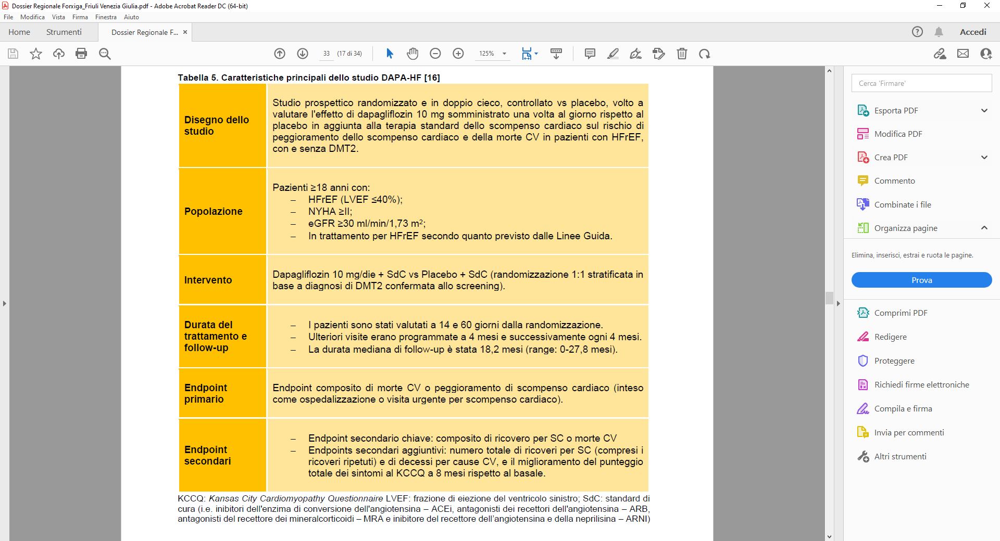 Dossier Regionale Forxiga_Friuli Venezia Giulia.pdf - Adobe Acrobat Reader DC (64-bit)
File Modifica Vista Firma Finestra Aiuto
Home Strumenti Dossier Regionale F... × Accedi
33 (17 di 34) 125%
Tabella 5. Caratteristiche principali dello studio DAPA-HF [16]
Disegno dello
studio
Studio prospettico randomizzato e in doppio cieco, controllato vs placebo, volto a
valutare l'effetto di dapagliflozin 10 mg somministrato una volta al giorno rispetto al
placebo in aggiunta alla terapia standard dello scompenso cardiaco sul rischio di
peggioramento dello scompenso cardiaco e della morte CV in pazienti con HFrEF,
con e senza DMT2.
Popolazione
Pazienti ≥18 anni con:
– HFrEF (LVEF ≤40%);
– NYHA ≥II;
– eGFR ≥30 ml/min/1,73 m²;
– In trattamento per HFrEF secondo quanto previsto dalle Linee Guida.
Intervento
Dapagliflozin 10 mg/die + SdC vs Placebo + SdC (randomizzazione 1:1 stratificata in
base a diagnosi di DMT2 confermata allo screening).
Durata del
trattamento e
follow-up
– I pazienti sono stati valutati a 14 e 60 giorni dalla randomizzazione.
– Ulteriori visite erano programmate a 4 mesi e successivamente ogni 4 mesi.
– La durata mediana di follow-up è stata 18,2 mesi (range: 0-27,8 mesi).
Endpoint
primario
Endpoint composito di morte CV o peggioramento di scompenso cardiaco (inteso
come ospedalizzazione o visita urgente per scompenso cardiaco).
Endpoint
secondari
– Endpoint secondario chiave: composito di ricovero per SC o morte CV
– Endpoints secondari aggiuntivi: numero totale di ricoveri per SC (compresi i
ricoveri ripetuti) e di decessi per cause CV, e il miglioramento del punteggio
totale dei sintomi al KCCQ a 8 mesi rispetto al basale.
KCCQ: Kansas City Cardiomyopathy Questionnaire LVEF: frazione di eiezione del ventricolo sinistro; SdC: standard di
cura (i.e. inibitori dell'enzima di conversione dell'angiotensina – ACEi, antagonisti dei recettori dell'angiotensina – ARB,
antagonisti del recettore dei mineralcorticoidi – MRA e inibitore del recettore dell'angiotensina e della neprilisina – ARNI)
Cerca 'Firmare'
Esporta PDF
Modifica PDF
Crea PDF
Commento
Combinate i file
Organizza pagine
Elimina, inserisci, estrai e ruota le pagine.
Prova
Comprimi PDF
Redigere
Proteggere
Richiedi firme elettroniche
Compila e firma
Invia per commenti
Altri strumenti